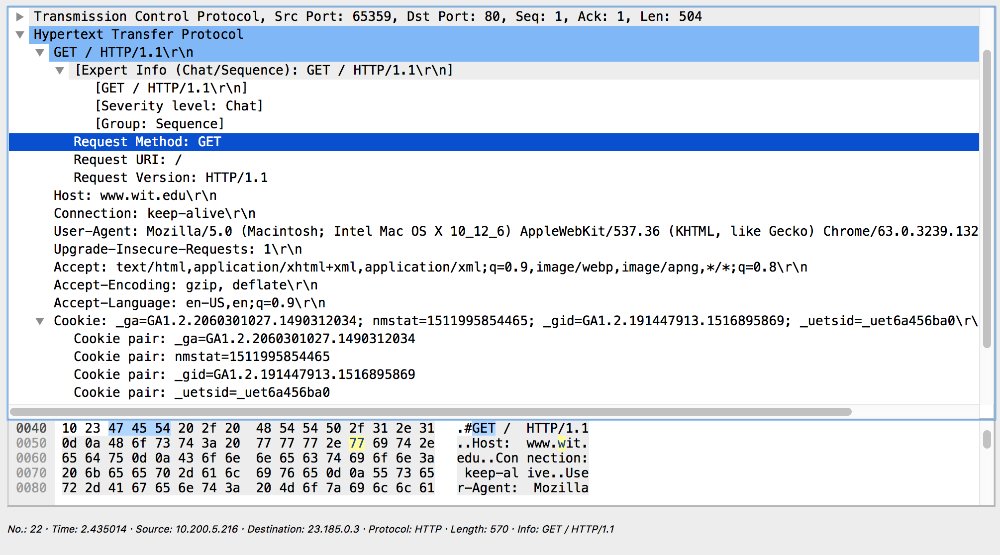 Transmission Control Protocol, Src Port: 65359, Dst Port: 80, Seq: 1, Ack: 1, Len: 504
Hypertext Transfer Protocol
GET / HTTP/1.1\r\n
[Expert Info (Chat/Sequence): GET / HTTP/1.1\r\n]
[GET / HTTP/1.1\r\n]
[Severity level: Chat]
[Group: Sequence]
Request Method: GET
Request URI: /
Request Version: HTTP/1.1
Host: www.wit.edu\r\n
Connection: keep-alive\r\n
User-Agent: Mozilla/5.0 (Macintosh; Intel Mac OS X 10_12_6) AppleWebKit/537.36 (KHTML, like Gecko) Chrome/63.0.3239.132
Upgrade-Insecure-Requests: 1\r\n
Accept: text/html,application/xhtml+xml,application/xml;q=0.9,image/webp,image/apng,*/*;q=0.8\r\n
Accept-Encoding: gzip, deflate\r\n
Accept-Language: en-US,en;q=0.9\r\n
Cookie: _ga=GA1.2.2060301027.1490312034; nmstat=1511995854465; _gid=GA1.2.191447913.1516895869; _uetsid=_uet6a456ba0\r\
Cookie pair: _ga=GA1.2.2060301027.1490312034
Cookie pair: nmstat=1511995854465
Cookie pair: _gid=GA1.2.191447913.1516895869
Cookie pair: _uetsid=_uet6a456ba0
0040 10 23 47 45 54 20 2f 20 48 54 54 50 2f 31 2e 31 .#GET / HTTP/1.1
0050 0d 0a 48 6f 73 74 3a 20 77 77 77 2e 77 69 74 2e ..Host: www.wit.
0060 65 64 75 0d 0a 43 6f 6e 6e 65 63 74 69 6f 6e 3a edu..Con nection:
0070 20 6b 65 65 70 2d 61 6c 69 76 65 0d 0a 55 73 65 keep-al ive..Use
0080 72 2d 41 67 65 6e 74 3a 20 4d 6f 7a 69 6c 6c 61 r-Agent: Mozilla
No.: 22 · Time: 2.435014 · Source: 10.200.5.216 · Destination: 23.185.0.3 · Protocol: HTTP · Length: 570 · Info: GET / HTTP/1.1